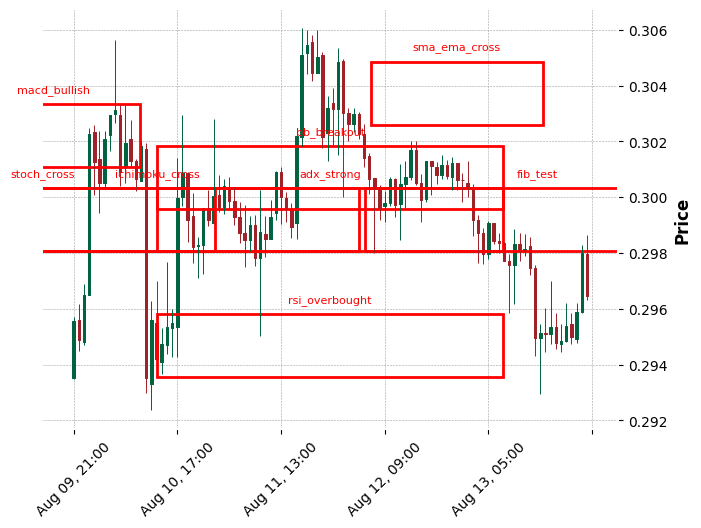 sma_ema_cross
macd_bullish
bb_breakout
stoch_cross
ichimoku_cross
adx_strong
fib_test
rsi_overbought
0.306
0.304
0.302
0.300
0.298
0.296
0.294
0.292
Price
Aug 09, 21:00
Aug 10, 17:00
Aug 11, 13:00
Aug 12, 09:00
Aug 13, 05:00